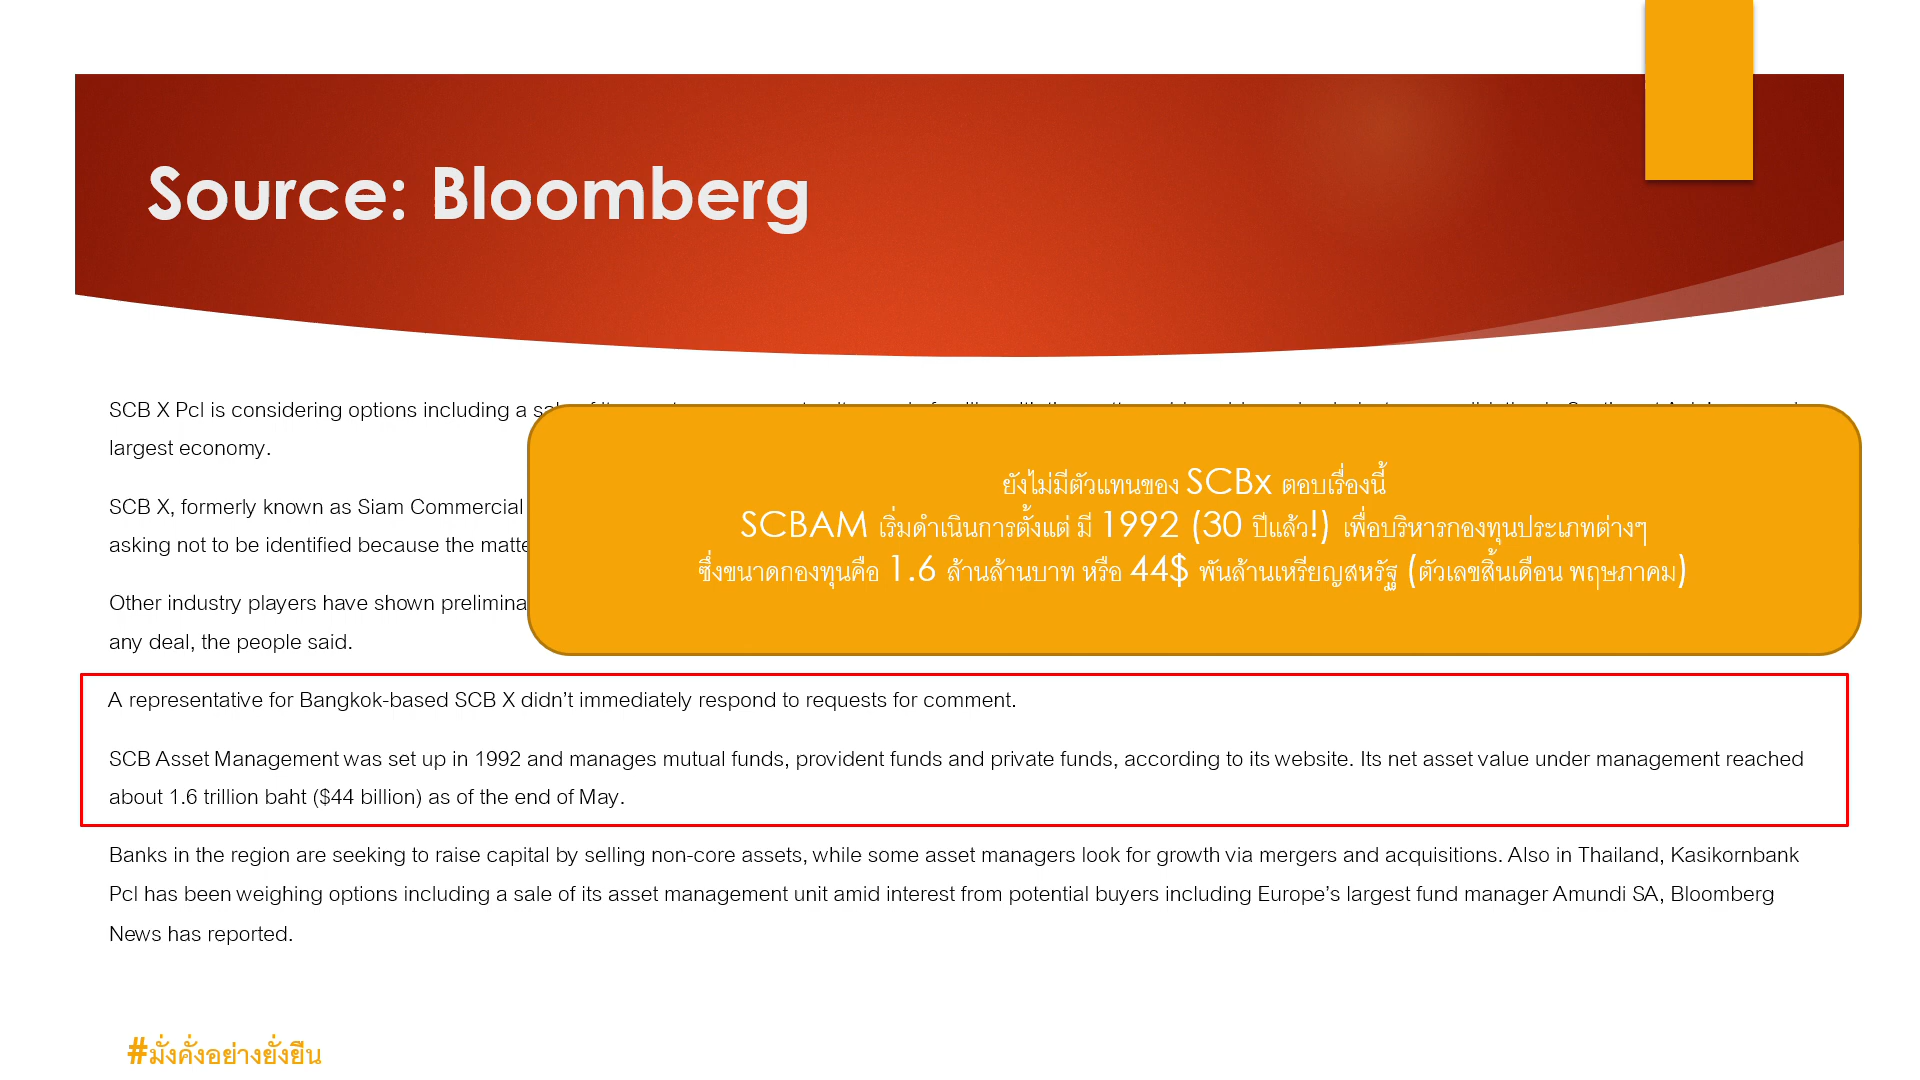 Source: Bloomberg
SCB X Pcl is considering options including a
largest economy.
SCB X, formerly known as Siam Commercial
asking not to be identified because the
Other industry players have shown
any deal, the people said.
ยังไม่มีตัวแทนของ SCBx ตอบเรื่องนี้
SCBAM เริ่มดำเนินการตั้งแต่ มี 1992 (30 ปีแล้ว!) เพื่อบริหารกองทุนประเภทต่างๆ
ซึ่งขนาดกองทุนคือ 1.6 ล้านล้านบาท หรือ 44$ พันล้านเหรียญสหรัฐ (ตัวเลขสิ้นเดือน พฤษภาคม)
A representative for Bangkok-based SCB X didn’t immediately respond to requests for comment.
SCB Asset Management was set up in 1992 and manages mutual funds, provident funds and private funds, according to its website. Its net asset value under management reached
about 1.6 trillion baht ($44 billion) as of the end of May.
Banks in the region are seeking to raise capital by selling non-core assets, while some asset managers look for growth via mergers and acquisitions. Also in Thailand, Kasikornbank
Pcl has been weighing options including a sale of its asset management unit amid interest from potential buyers including Europe’s largest fund manager Amundi SA, Bloomberg
News has reported.
#มั่งคั่งอย่างยั่งยืน